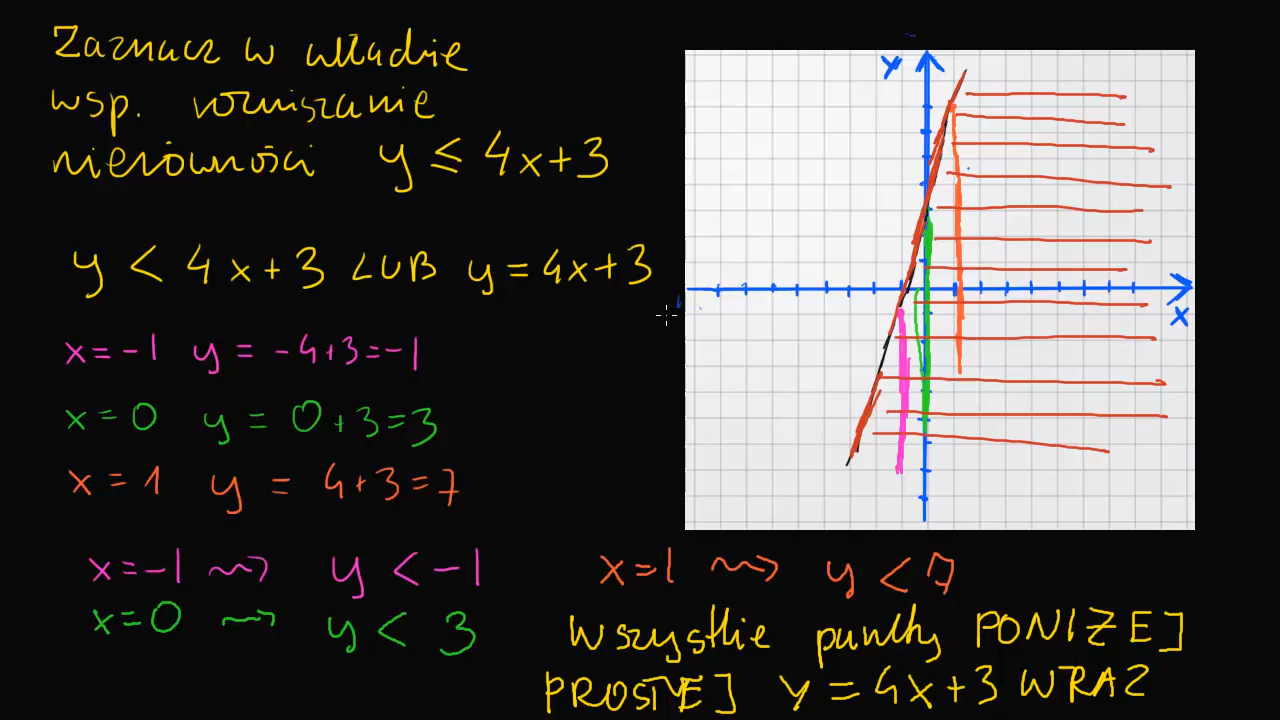 Zaznacz w układzie
wsp. rozwiązanie
nierówności y ≤ 4x+3
y < 4x+3 LUB y = 4x+3
x = -1 y = -4+3 = -1
x = 0 y = 0+3 = 3
x = 1 y = 4+3 = 7
x = -1 ⇝ y < -1
x = 0 ⇝ y < 3
x = 1 ⇝ y < 7
wszystkie punkty PONIŻEJ
PROSTEJ y = 4x+3 WRAZ
y
x